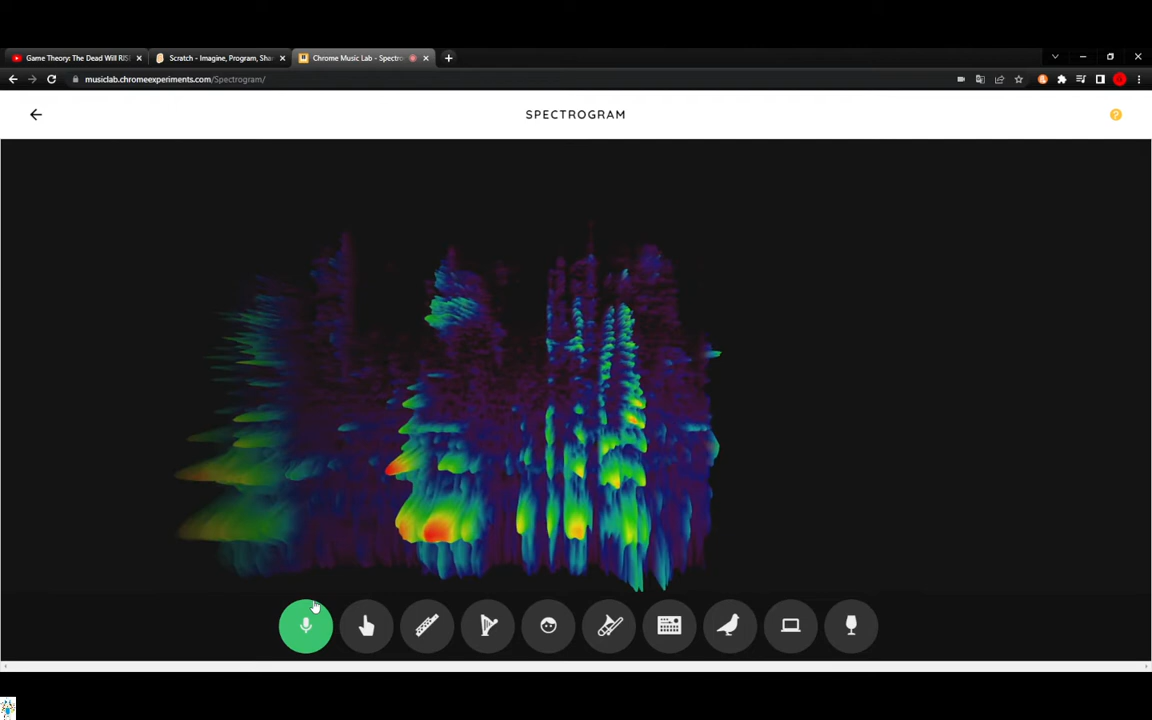 Game Theory: The Dead Will RIS
Scratch - Imagine, Program, Sha
Chrome Music Lab - Spectro
musiclab.chromeexperiments.com/Spectrogram/
SPECTROGRAM
?